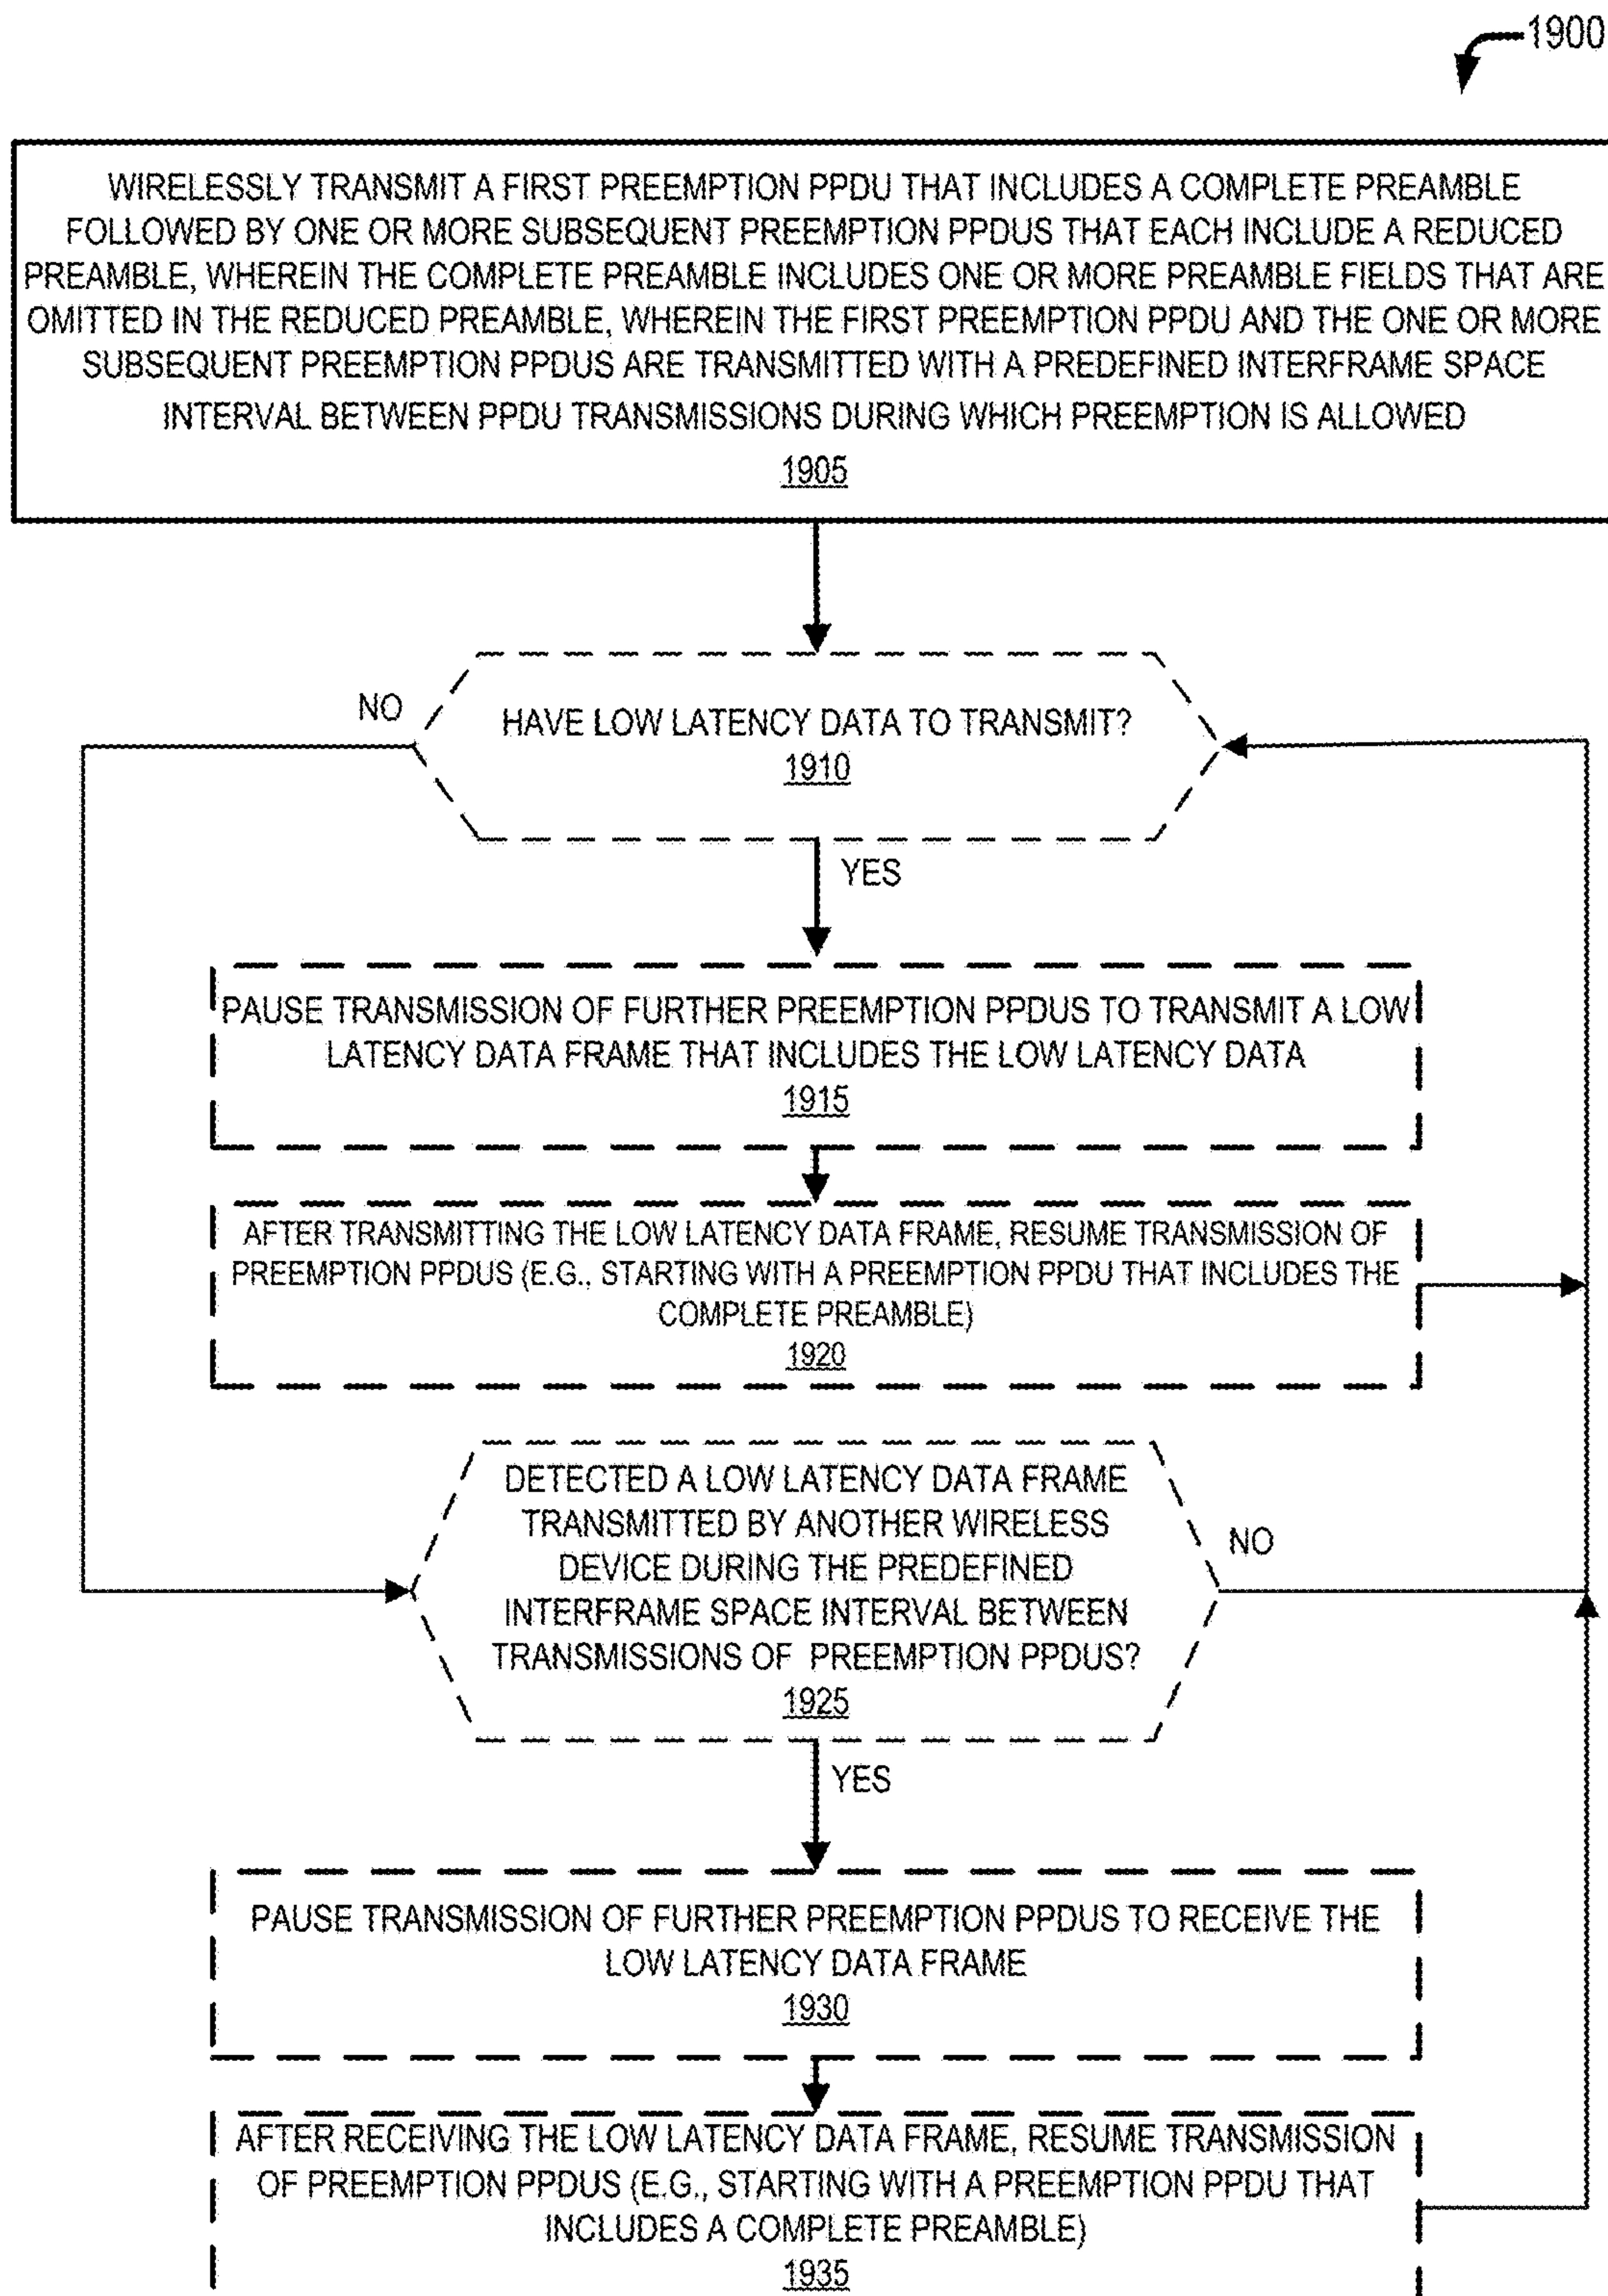 1900
WIRELESSLY TRANSMIT A FIRST PREEMPTION PPDU THAT INCLUDES A COMPLETE PREAMBLE
FOLLOWED BY ONE OR MORE SUBSEQUENT PREEMPTION PPDUS THAT EACH INCLUDE A REDUCED
PREAMBLE, WHEREIN THE COMPLETE PREAMBLE INCLUDES ONE OR MORE PREAMBLE FIELDS THAT ARE
OMITTED IN THE REDUCED PREAMBLE, WHEREIN THE FIRST PREEMPTION PPDU AND THE ONE OR MORE
SUBSEQUENT PREEMPTION PPDUS ARE TRANSMITTED WITH A PREDEFINED INTERFRAME SPACE
INTERVAL BETWEEN PPDU TRANSMISSIONS DURING WHICH PREEMPTION IS ALLOWED
1905
NO
HAVE LOW LATENCY DATA TO TRANSMIT?
1910
YES
PAUSE TRANSMISSION OF FURTHER PREEMPTION PPDUS TO TRANSMIT A LOW
LATENCY DATA FRAME THAT INCLUDES THE LOW LATENCY DATA
1915
AFTER TRANSMITTING THE LOW LATENCY DATA FRAME, RESUME TRANSMISSION OF
PREEMPTION PPDUS (E.G., STARTING WITH A PREEMPTION PPDU THAT INCLUDES THE
COMPLETE PREAMBLE)
1920
DETECTED A LOW LATENCY DATA FRAME
TRANSMITTED BY ANOTHER WIRELESS
DEVICE DURING THE PREDEFINED
INTERFRAME SPACE INTERVAL BETWEEN
TRANSMISSIONS OF PREEMPTION PPDUS?
1925
NO
YES
PAUSE TRANSMISSION OF FURTHER PREEMPTION PPDUS TO RECEIVE THE
LOW LATENCY DATA FRAME
1930
AFTER RECEIVING THE LOW LATENCY DATA FRAME, RESUME TRANSMISSION
OF PREEMPTION PPDUS (E.G., STARTING WITH A PREEMPTION PPDU THAT
INCLUDES A COMPLETE PREAMBLE)
1935